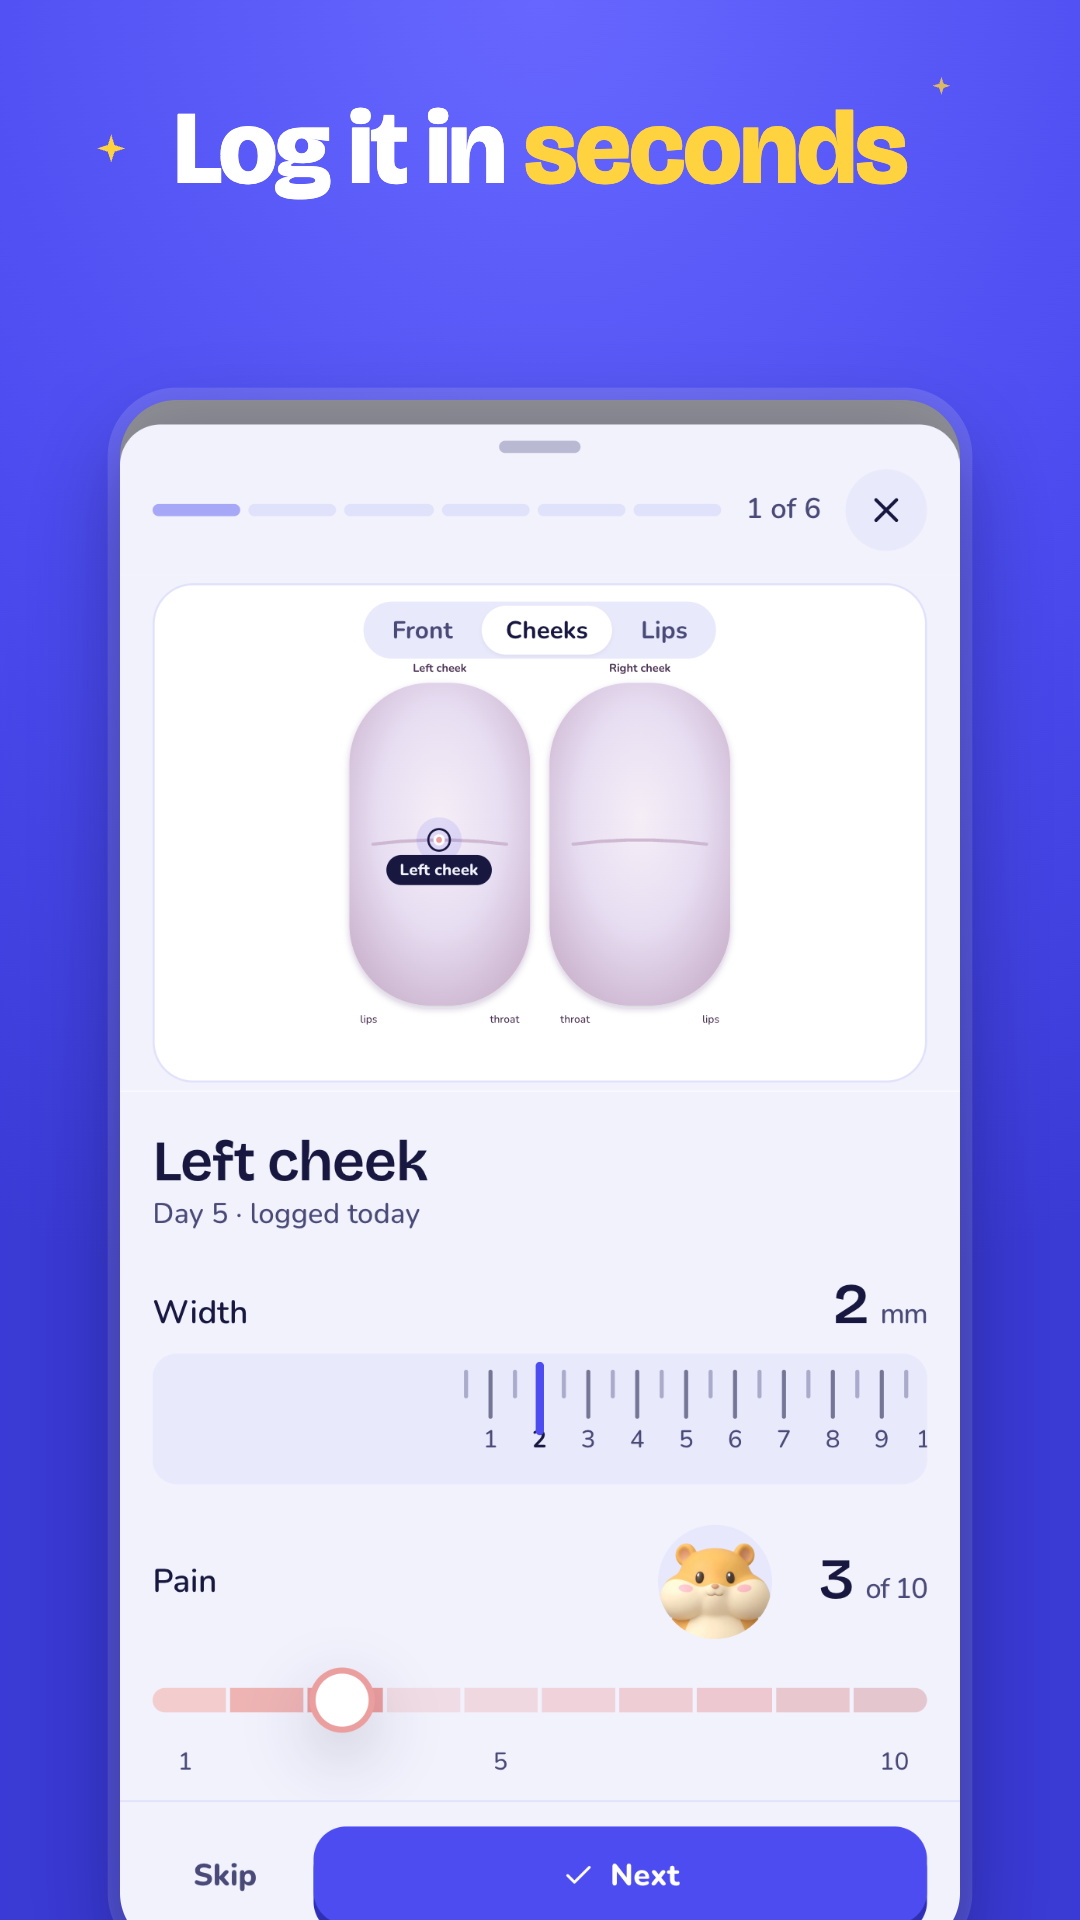 Log it in seconds
1 of 6
Front Cheeks Lips
Left cheek Right cheek
Left cheek
lips throat throat lips
Left cheek
Day 5 · logged today
Width 2 mm
1 2 3 4 5 6 7 8 9 1
Pain 3 of 10
1 5 10
Skip Next